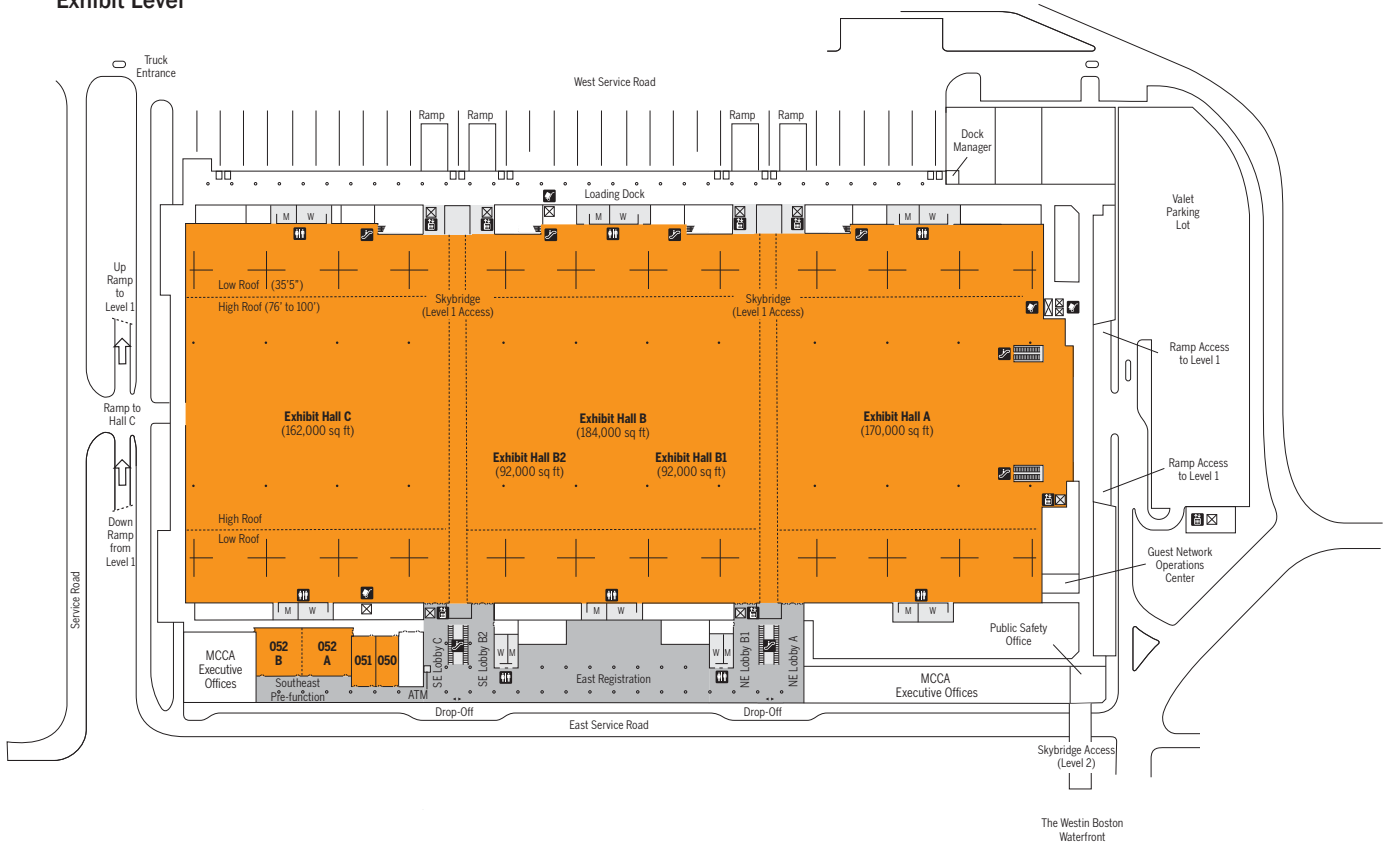 Exhibit Level
Truck
Entrance
West Service Road
Ramp
Ramp
Ramp
Ramp
Dock
Manager
Loading Dock
Valet
Parking
Lot
M W
M W
M W
Up
Ramp
to
Level 1
Low Roof (35'5")
High Roof (76' to 100')
Skybridge
(Level 1 Access)
Skybridge
(Level 1 Access)
Ramp Access
to Level 1
Ramp to
Hall C
Exhibit Hall C
(162,000 sq ft)
Exhibit Hall B
(184,000 sq ft)
Exhibit Hall A
(170,000 sq ft)
Exhibit Hall B2
(92,000 sq ft)
Exhibit Hall B1
(92,000 sq ft)
Ramp Access
to Level 1
Down
Ramp
from
Level 1
High Roof
Low Roof
Guest Network
Operations
Center
Service Road
M W
M W
M W
Public Safety
Office
MCCA
Executive
Offices
052
B
052
A
051
050
SE Lobby C
SE Lobby B2
W M
W M
NE Lobby B1
NE Lobby A
Southeast
Pre-function
ATM
East Registration
MCCA
Executive Offices
Drop-Off
Drop-Off
East Service Road
Skybridge Access
(Level 2)
The Westin Boston
Waterfront